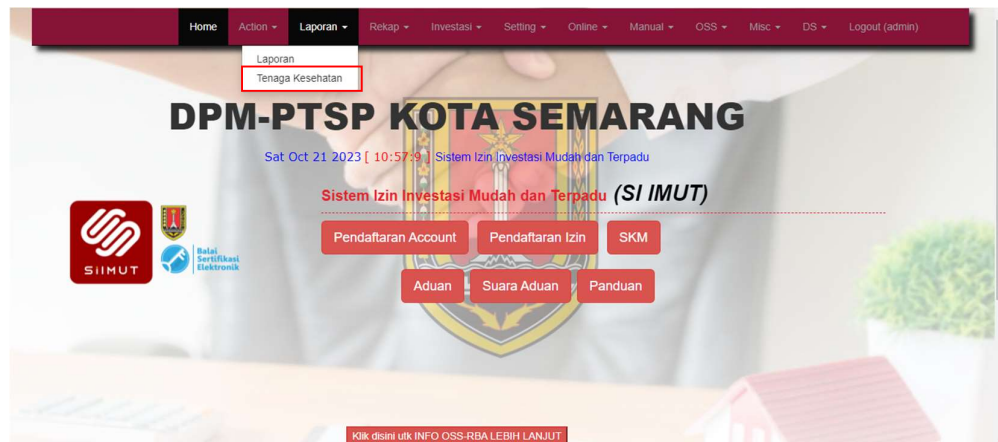 Home Action Laporan Rekap Investasi Setting Online Manual OSS Misc DS Logout (admin)
Laporan
Tenaga Kesehatan
DPM-PTSP KOTA SEMARANG
Sat Oct 21 2023 [ 10:57:9 ] Sistem Izin Investasi Mudah dan Terpadu
Sistem Izin Investasi Mudah dan Terpadu (SI IMUT)
SiIMUT
Balai
Sertifikasi
Elektronik
Pendaftaran Account Pendaftaran Izin SKM
Aduan Suara Aduan Panduan
Klik disini utk INFO OSS-RBA LEBIH LANJUT